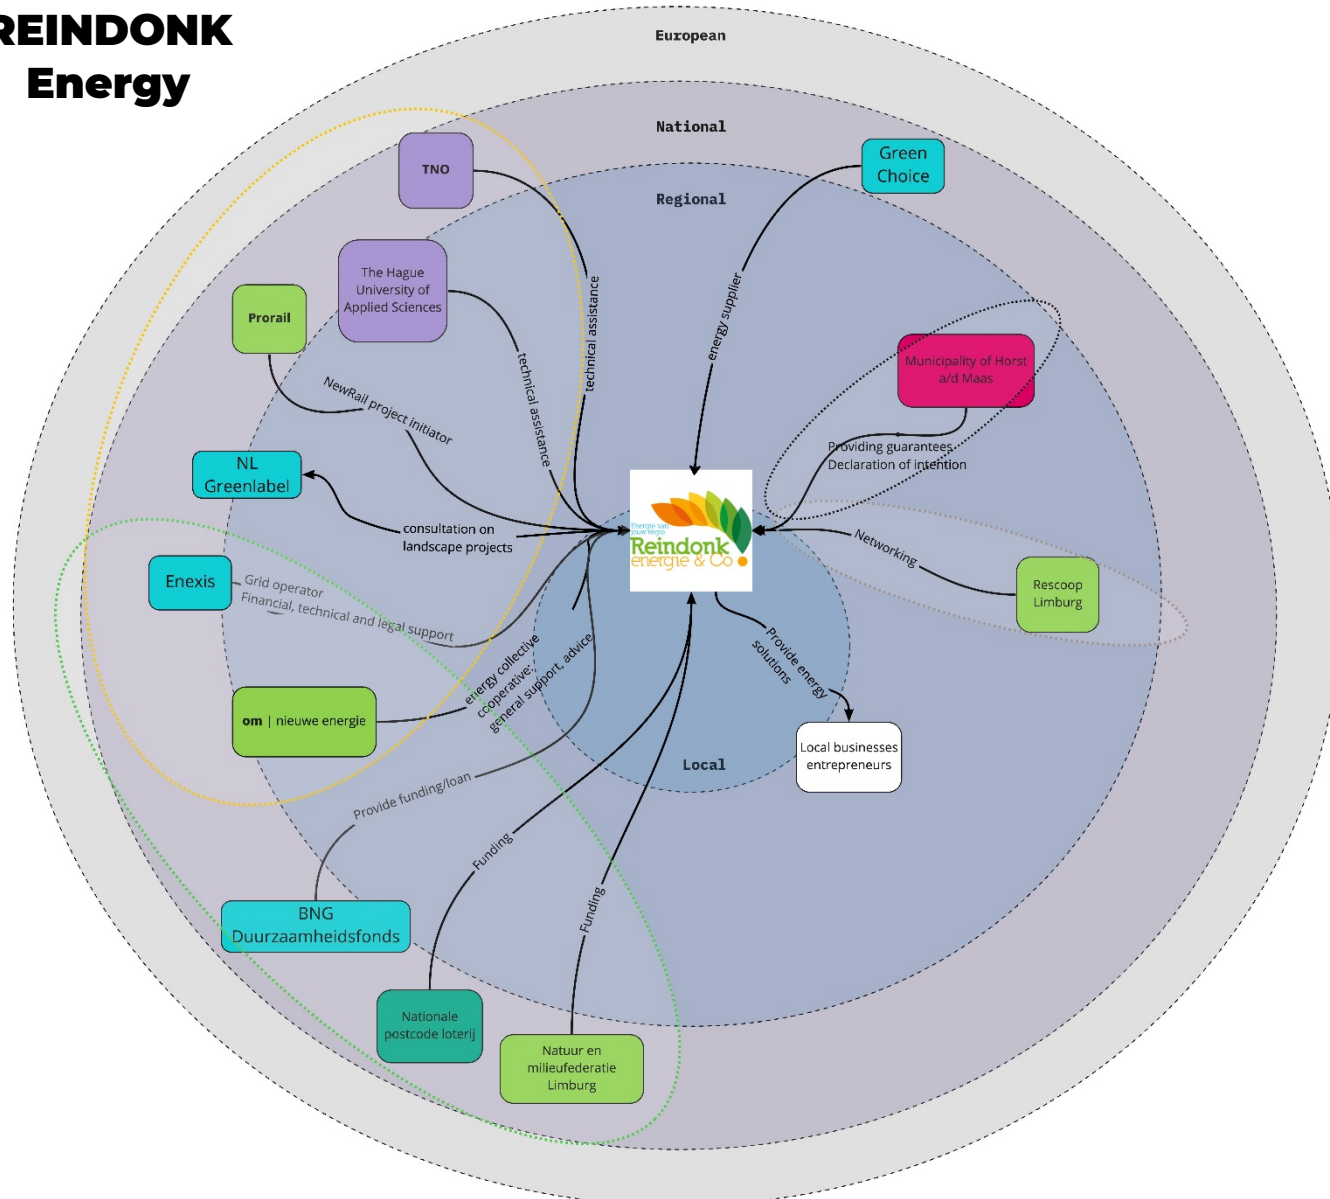 REINDONK
Energy
European
National
Regional
TNO
Green
Choice
The Hague
University of
Applied Sciences
Prorail
technical assistance
energy supplier
technical assistance
NewRail project initiator
Municipality of Horst
a/d Maas
Providing guarantees
Declaration of intention
NL
Greenlabel
consultation on
landscape projects
Energie van
jouw regio
Reindonk
energie & Co
Networking
Rescoop
Limburg
Enexis
Grid operator
Financial, technical and legal support
energy collective
cooperative;
general support, advice
om | nieuwe energie
Provide energy
solutions
Local businesses
entrepreneurs
Local
Provide funding/loan
Funding
Funding
BNG
Duurzaamheidsfonds
Nationale
postcode loterij
Natuur en
milieufederatie
Limburg